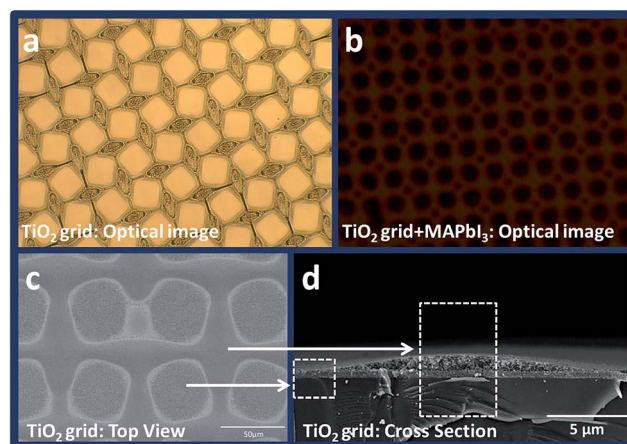 a
b
TiO₂ grid: Optical image
TiO₂ grid+MAPbI₃: Optical image
c
d
50µm
5 µm
TiO₂ grid: Top View
TiO₂ grid: Cross Section